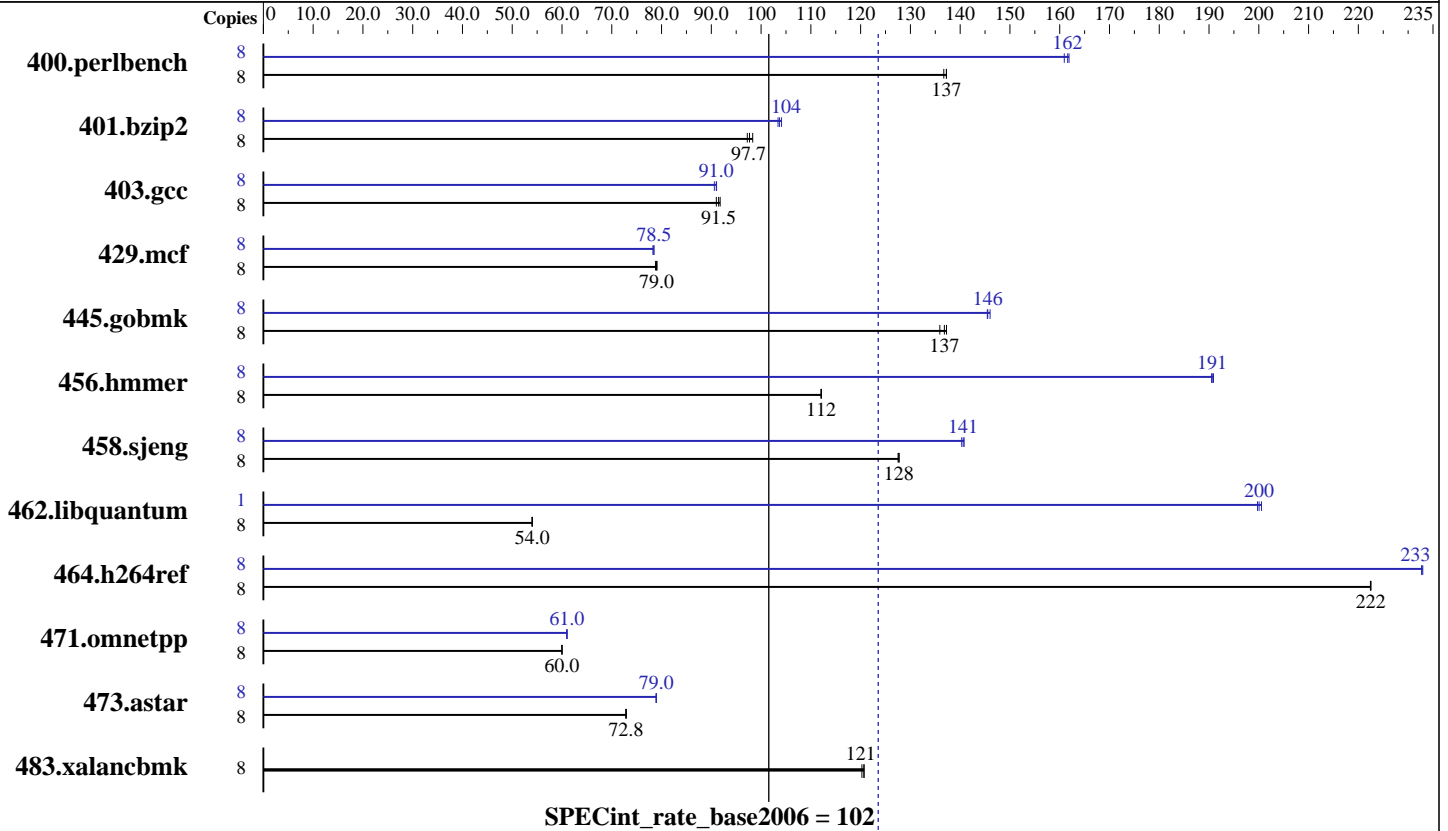 Copies 0 10.0 20.0 30.0 40.0 50.0 60.0 70.0 80.0 90.0 100 110 120 130 140 150 160 170 180 190 200 210 220 235
400.perlbench 8 162
8 137
401.bzip2 8 104
8 97.7
403.gcc 8 91.0
8 91.5
429.mcf 8 78.5
8 79.0
445.gobmk 8 146
8 137
456.hmmer 8 191
8 112
458.sjeng 8 141
8 128
462.libquantum 1 200
8 54.0
464.h264ref 8 233
8 222
471.omnetpp 8 61.0
8 60.0
473.astar 8 79.0
8 72.8
483.xalancbmk 8 121
SPECint_rate_base2006 = 102